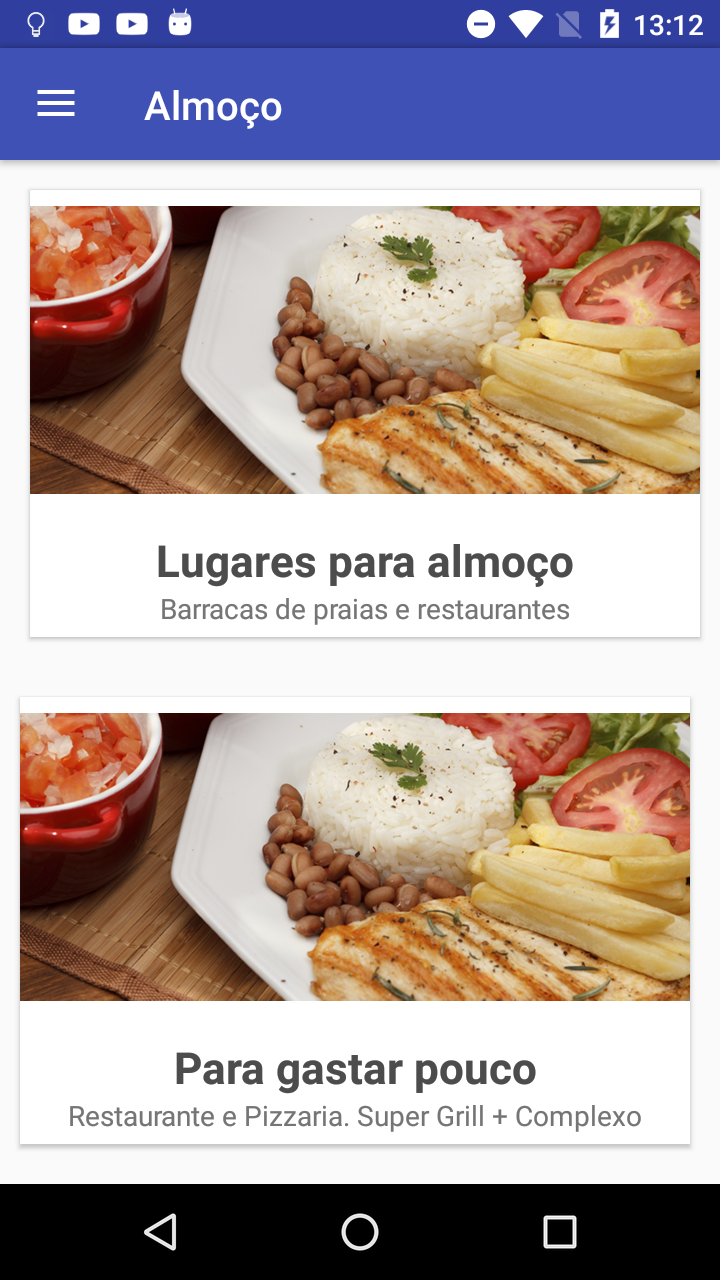 13:12
Almoço
Lugares para almoço
Barracas de praias e restaurantes
Para gastar pouco
Restaurante e Pizzaria. Super Grill + Complexo